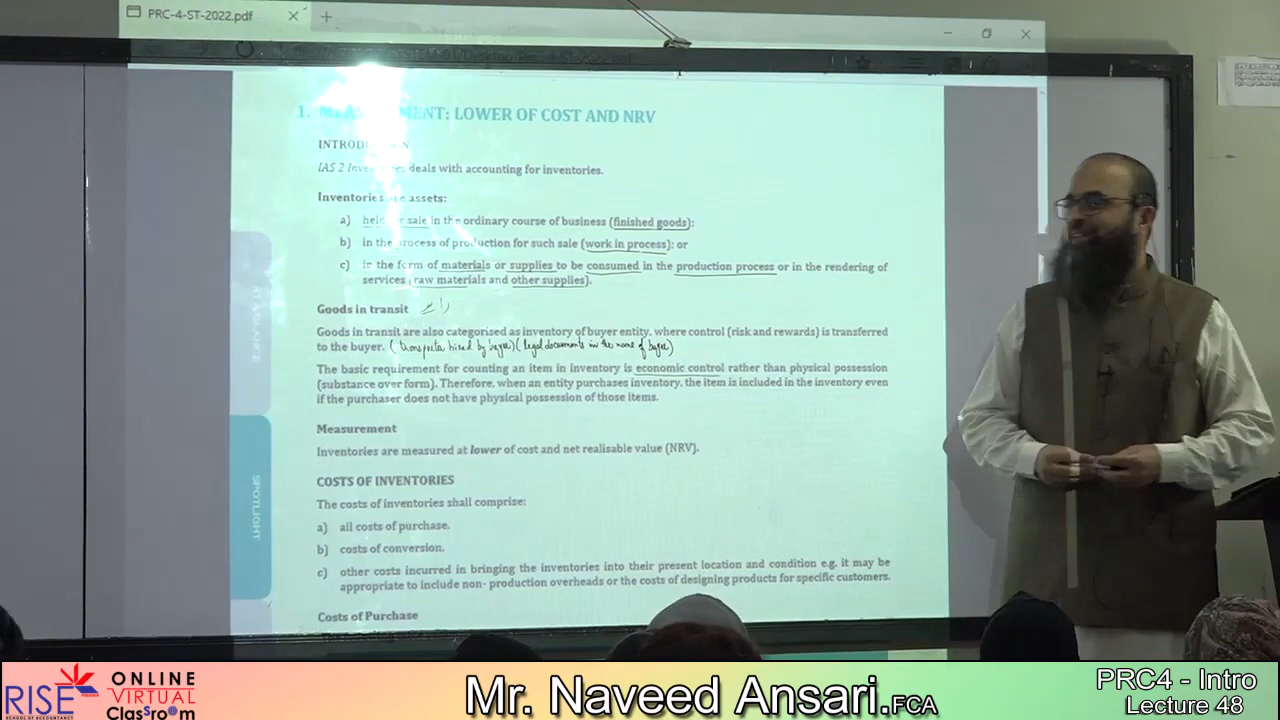 PRC-4-ST-2022.pdf
1. MEASUREMENT: LOWER OF COST AND NRV
INTRODUCTION
IAS 2 Inventories deals with accounting for inventories.
Inventories are assets:
a) held for sale in the ordinary course of business (finished goods);
b) in the process of production for such sale (work in process); or
c) in the form of materials or supplies to be consumed in the production process or in the rendering of
services (raw materials and other supplies).
Goods in transit
Goods in transit are also categorised as inventory of buyer entity, where control (risk and rewards) is transferred
to the buyer. (transporter hired by buyer) (legal documents in the name of buyer)
The basic requirement for counting an item in inventory is economic control rather than physical possession
(substance over form). Therefore, when an entity purchases inventory, the item is included in the inventory even
if the purchaser does not have physical possession of those items.
Measurement
Inventories are measured at lower of cost and net realisable value (NRV).
COSTS OF INVENTORIES
The costs of inventories shall comprise:
a) all costs of purchase.
b) costs of conversion.
c) other costs incurred in bringing the inventories into their present location and condition e.g. it may be
appropriate to include non- production overheads or the costs of designing products for specific customers.
Costs of Purchase
AT A GLANCE
SPOTLIGHT
RISE
PREMIER
SCHOOL OF ACCOUNTANCY
ONLINE
VIRTUAL
ClasSroom
Mr. Naveed Ansari.FCA
PRC4 - Intro
Lecture 48